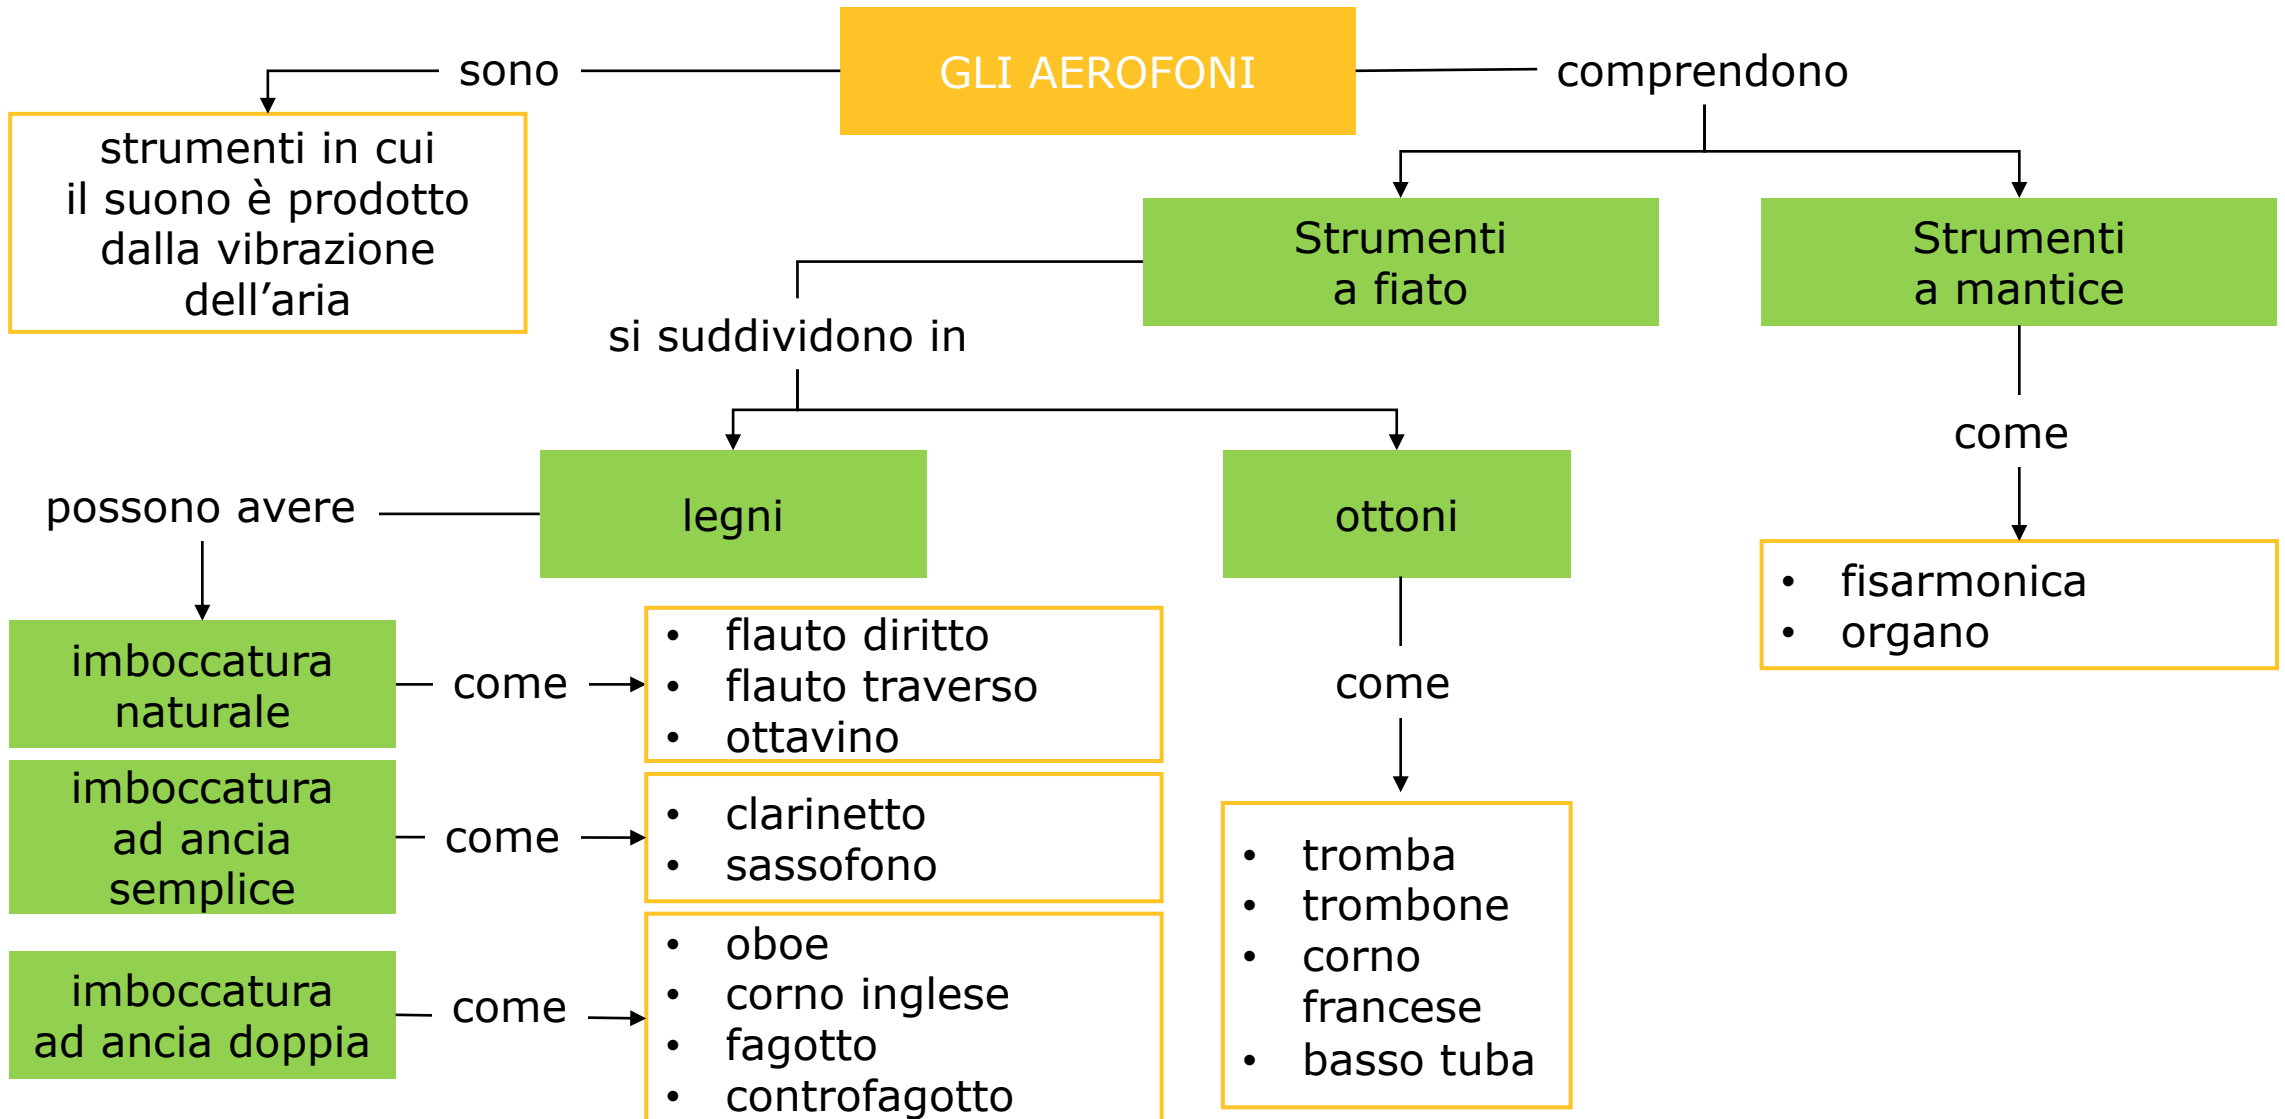 GLI AEROFONI
sono
comprendono
strumenti in cui
il suono è prodotto
dalla vibrazione
dell’aria
Strumenti
a fiato
Strumenti
a mantice
si suddividono in
come
legni
ottoni
possono avere
• fisarmonica
• organo
imboccatura
naturale
come
• flauto diritto
• flauto traverso
• ottavino
come
imboccatura
ad ancia
semplice
come
• clarinetto
• sassofono
• tromba
• trombone
• corno
francese
• basso tuba
imboccatura
ad ancia doppia
come
• oboe
• corno inglese
• fagotto
• controfagotto